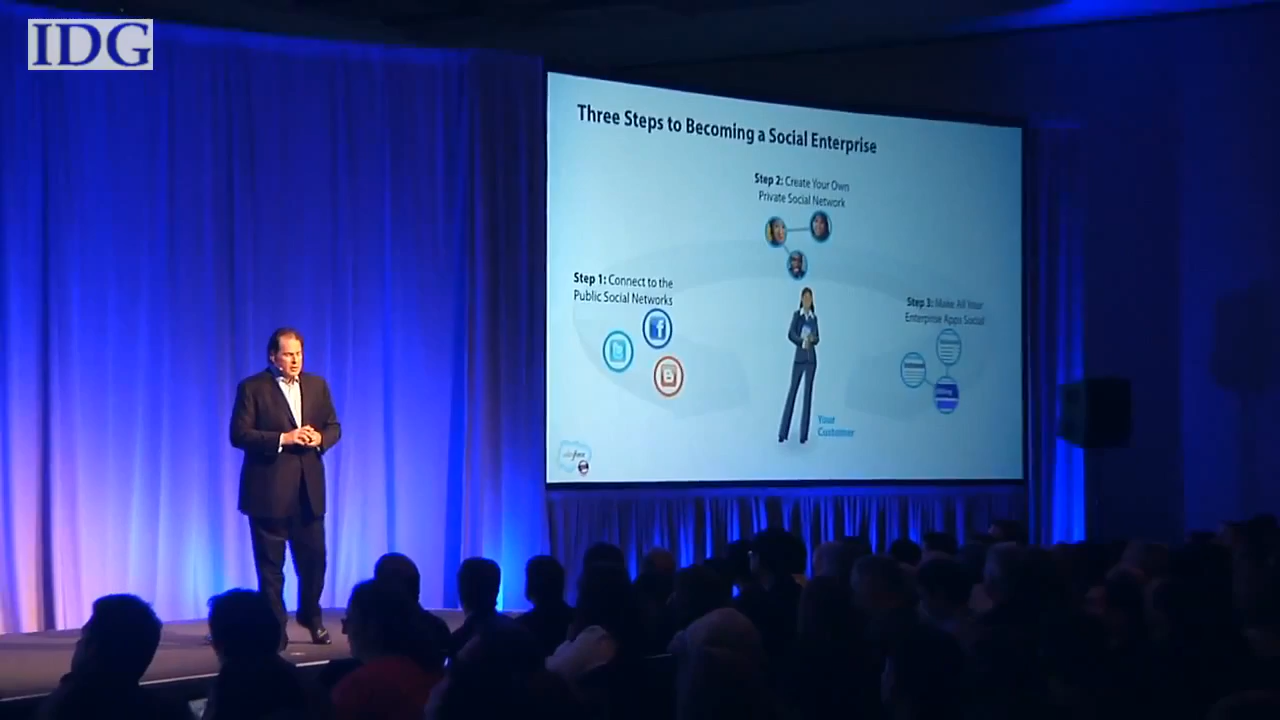 IDG
Three Steps to Becoming a Social Enterprise
Step 2: Create Your Own
Private Social Network
Step 1: Connect to the
Public Social Networks
Step 3: Make All Your
Enterprise Apps Social
Your
Customer